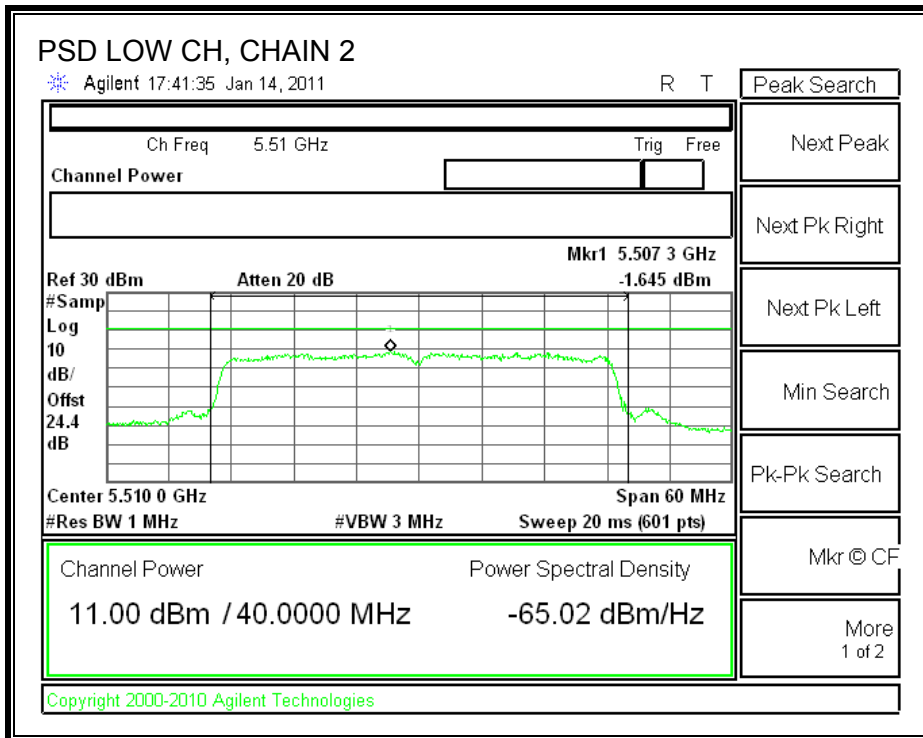 PSD LOW CH, CHAIN 2
Agilent 17:41:35 Jan 14, 2011 R T
Peak Search
Ch Freq 5.51 GHz Trig Free
Channel Power
Mkr1 5.507 3 GHz
Ref 30 dBm Atten 20 dB -1.645 dBm
#Samp
Log
10
dB/
Offst
24.4
dB
Center 5.510 0 GHz Span 60 MHz
#Res BW 1 MHz #VBW 3 MHz Sweep 20 ms (601 pts)
Channel Power Power Spectral Density
11.00 dBm / 40.0000 MHz -65.02 dBm/Hz
Copyright 2000-2010 Agilent Technologies
Next Peak
Next Pk Right
Next Pk Left
Min Search
Pk-Pk Search
Mkr © CF
More
1 of 2